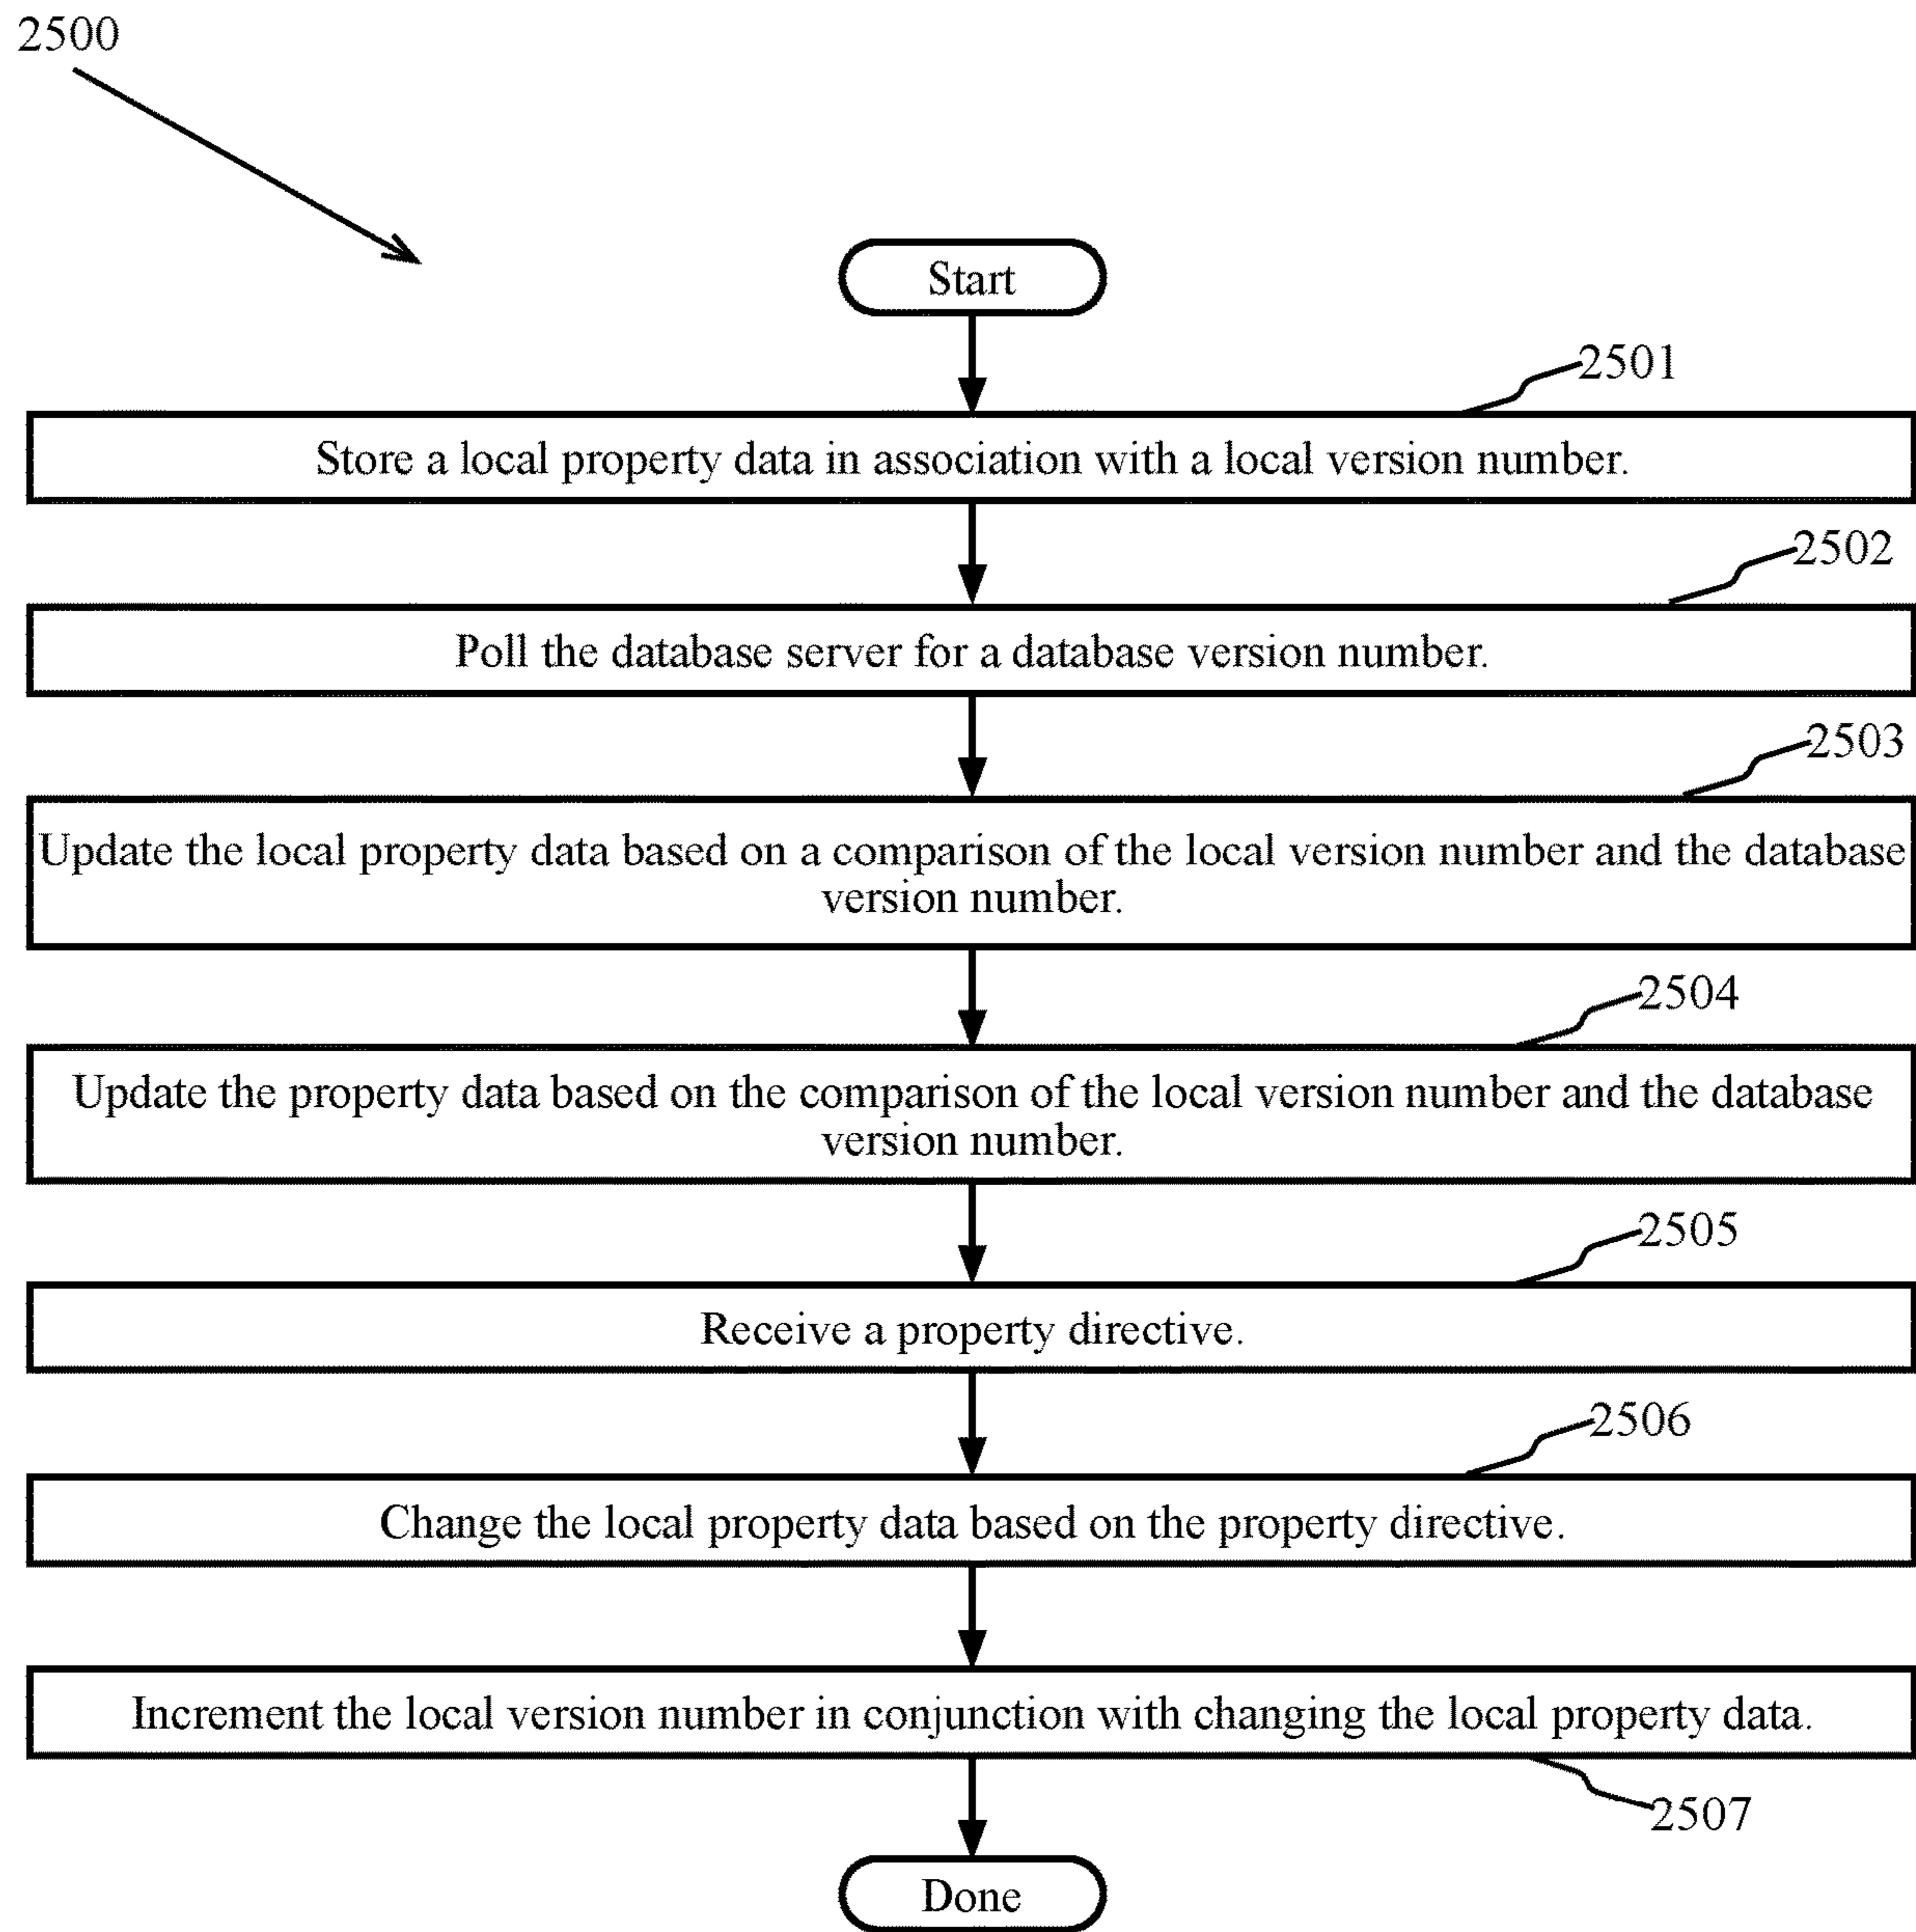 2500
Start
2501
Store a local property data in association with a local version number.
2502
Poll the database server for a database version number.
2503
Update the local property data based on a comparison of the local version number and the database
version number.
2504
Update the property data based on the comparison of the local version number and the database
version number.
2505
Receive a property directive.
2506
Change the local property data based on the property directive.
Increment the local version number in conjunction with changing the local property data.
2507
Done